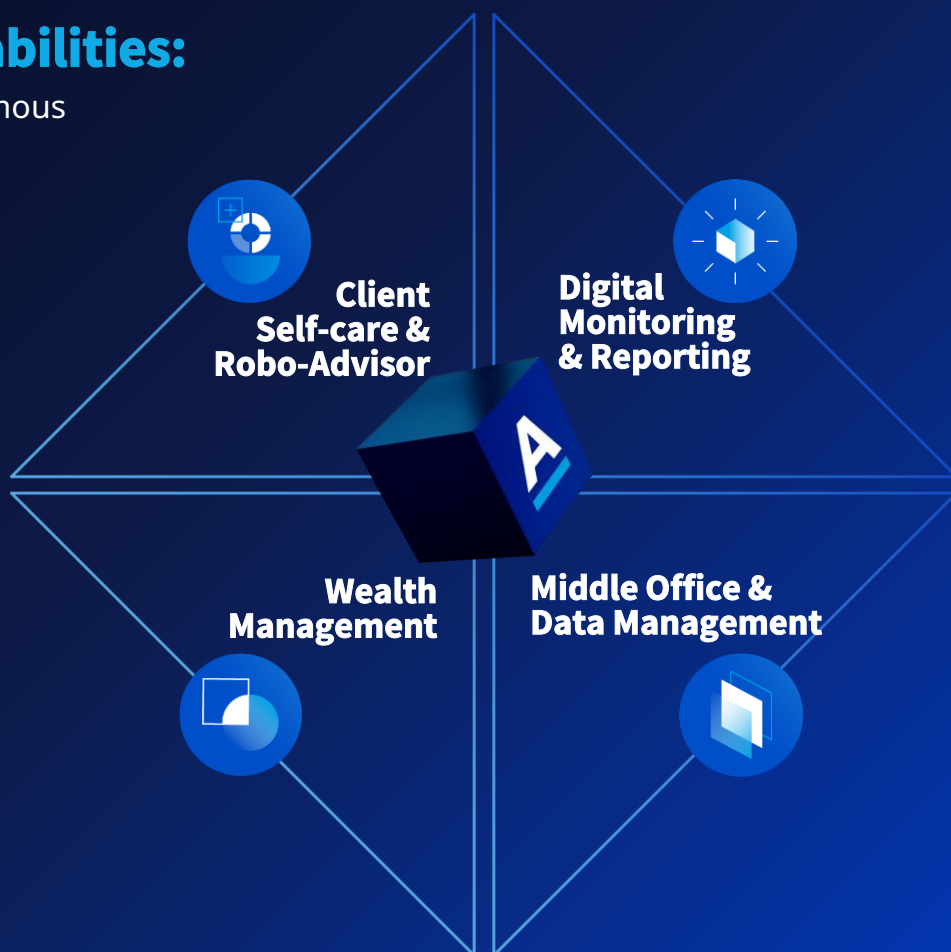 abilities:
nous
Client
Self-care &
Robo-Advisor
Digital
Monitoring
& Reporting
A
Wealth
Management
Middle Office &
Data Management